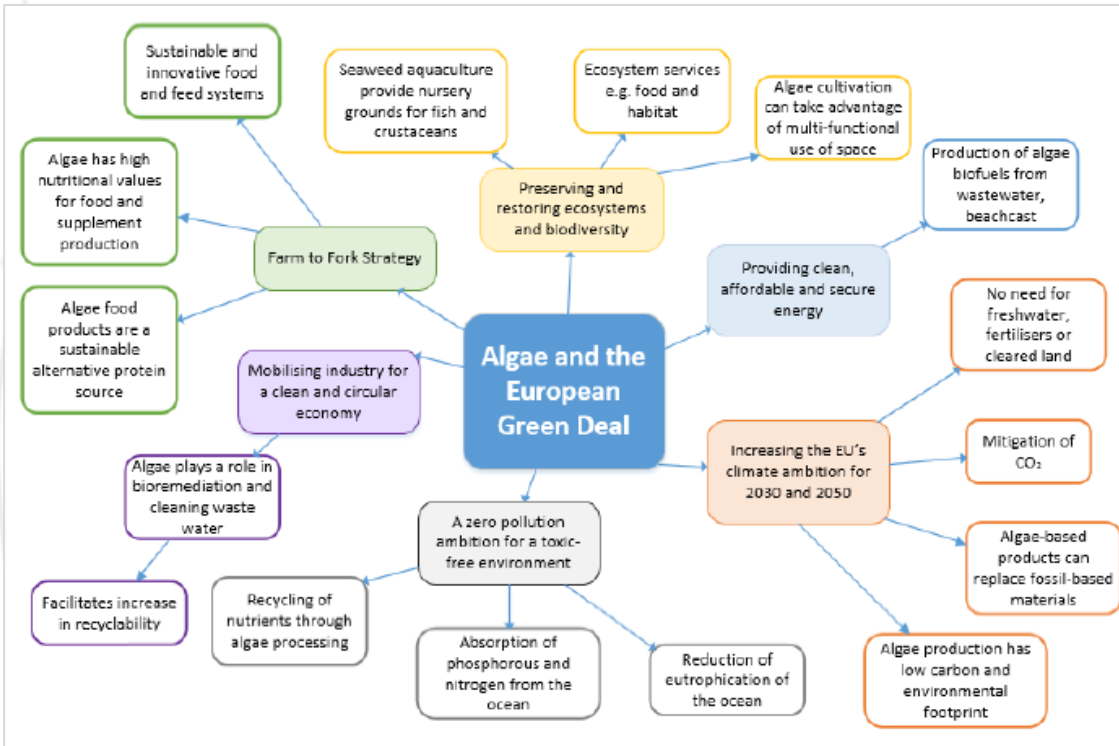 Sustainable and
innovative food
and feed systems
Seaweed aquaculture
provide nursery
grounds for fish and
crustaceans
Ecosystem services
e.g. food and
habitat
Algae cultivation
can take advantage
of multi-functional
use of space
Algae has high
nutritional values
for food and
supplement
production
Preserving and
restoring ecosystems
and biodiversity
Production of algae
biofuels from
wastewater,
beachcast
Farm to Fork Strategy
Providing clean,
affordable and secure
energy
Algae food
products are a
sustainable
alternative protein
source
No need for
freshwater,
fertilisers or
cleared land
Mobilising industry for
a clean and circular
economy
Algae and the
European
Green Deal
Increasing the EU's
climate ambition for
2030 and 2050
Mitigation of
CO₂
Algae plays a role in
bioremediation and
cleaning waste
water
A zero pollution
ambition for a toxic-
free environment
Algae-based
products can
replace fossil-based
materials
Facilitates increase
in recyclability
Recycling of
nutrients through
algae processing
Absorption of
phosphorous and
nitrogen from the
ocean
Reduction of
eutrophication of
the ocean
Algae production has
low carbon and
environmental
footprint